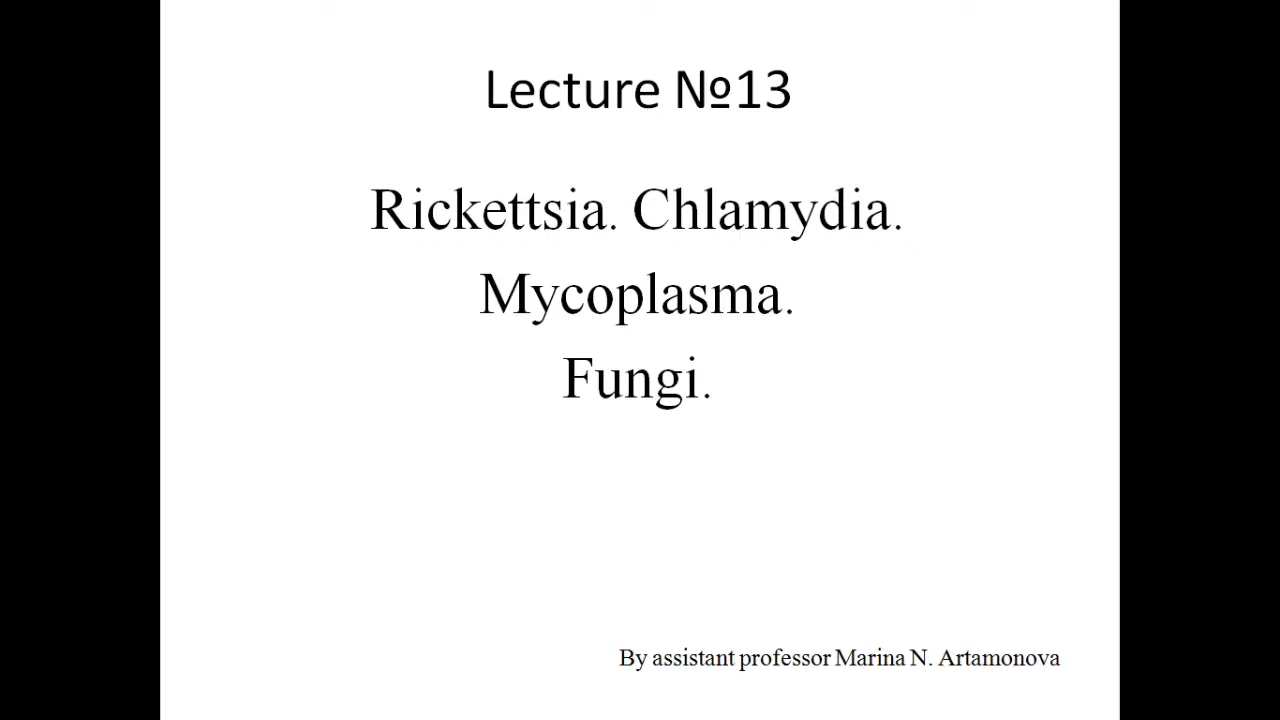 Lecture №13
Rickettsia. Chlamydia.
Mycoplasma.
Fungi.
By assistant professor Marina N. Artamonova